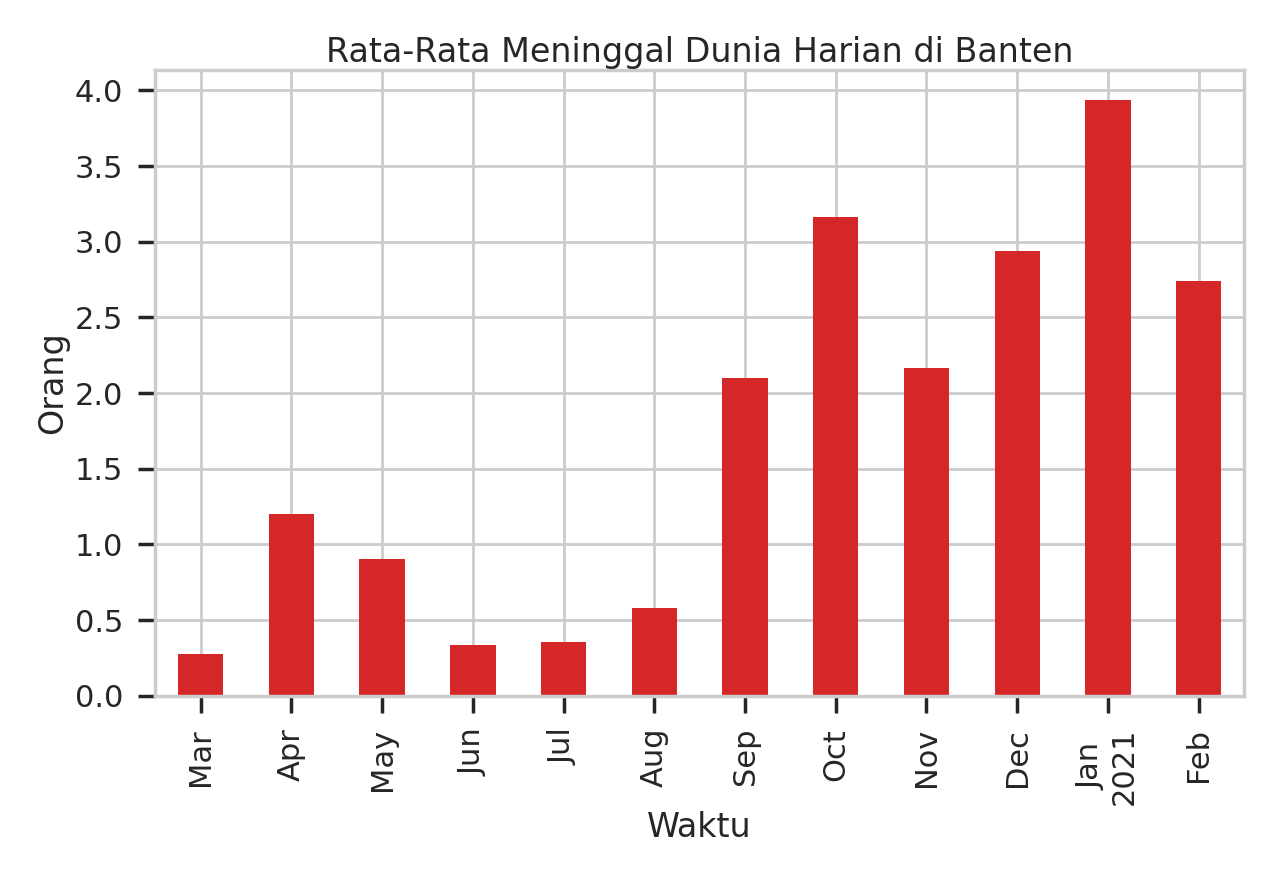 Rata-Rata Meninggal Dunia Harian di Banten
4.0
3.5
3.0
2.5
2.0
1.5
1.0
0.5
0.0
Orang
Mar
Apr
May
Jun
Jul
Aug
Sep
Oct
Nov
Dec
Jan
2021
Feb
Waktu